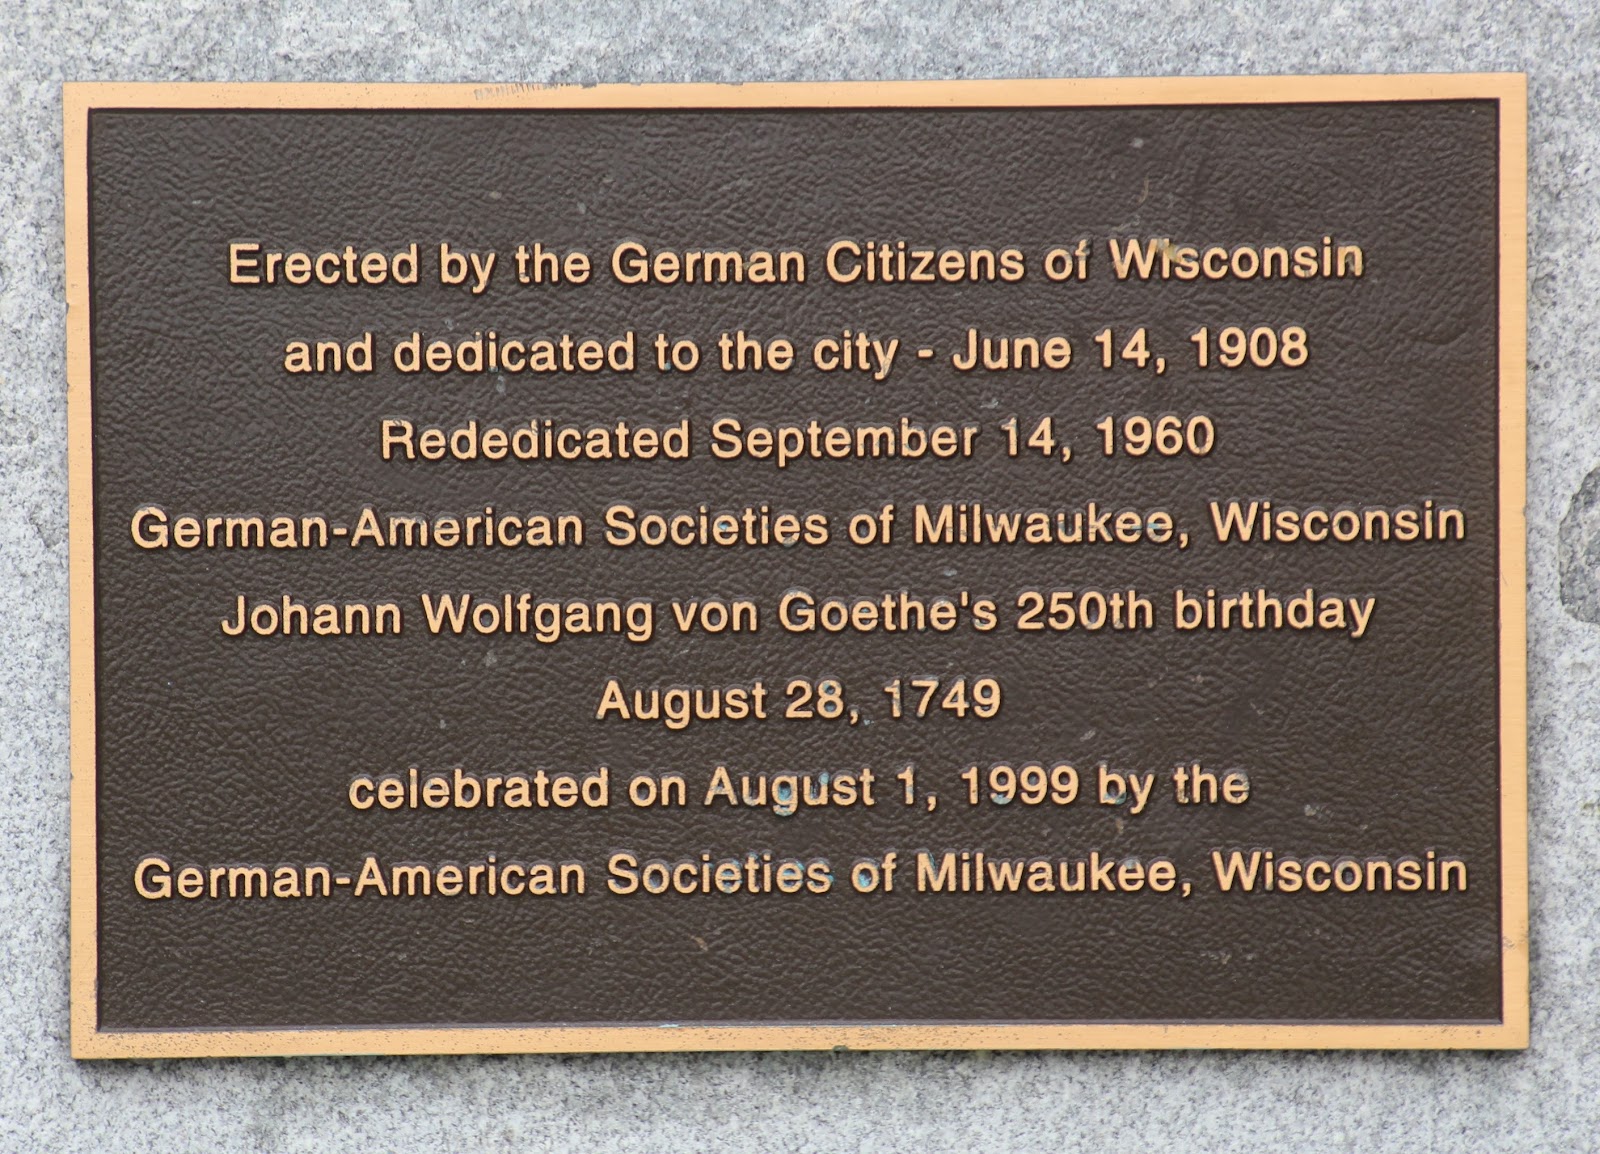 Erected by the German Citizens of Wisconsin
and dedicated to the city - June 14, 1908
Rededicated September 14, 1960
German-American Societies of Milwaukee, Wisconsin
Johann Wolfgang von Goethe's 250th birthday
August 28, 1749
celebrated on August 1, 1999 by the
German-American Societies of Milwaukee, Wisconsin